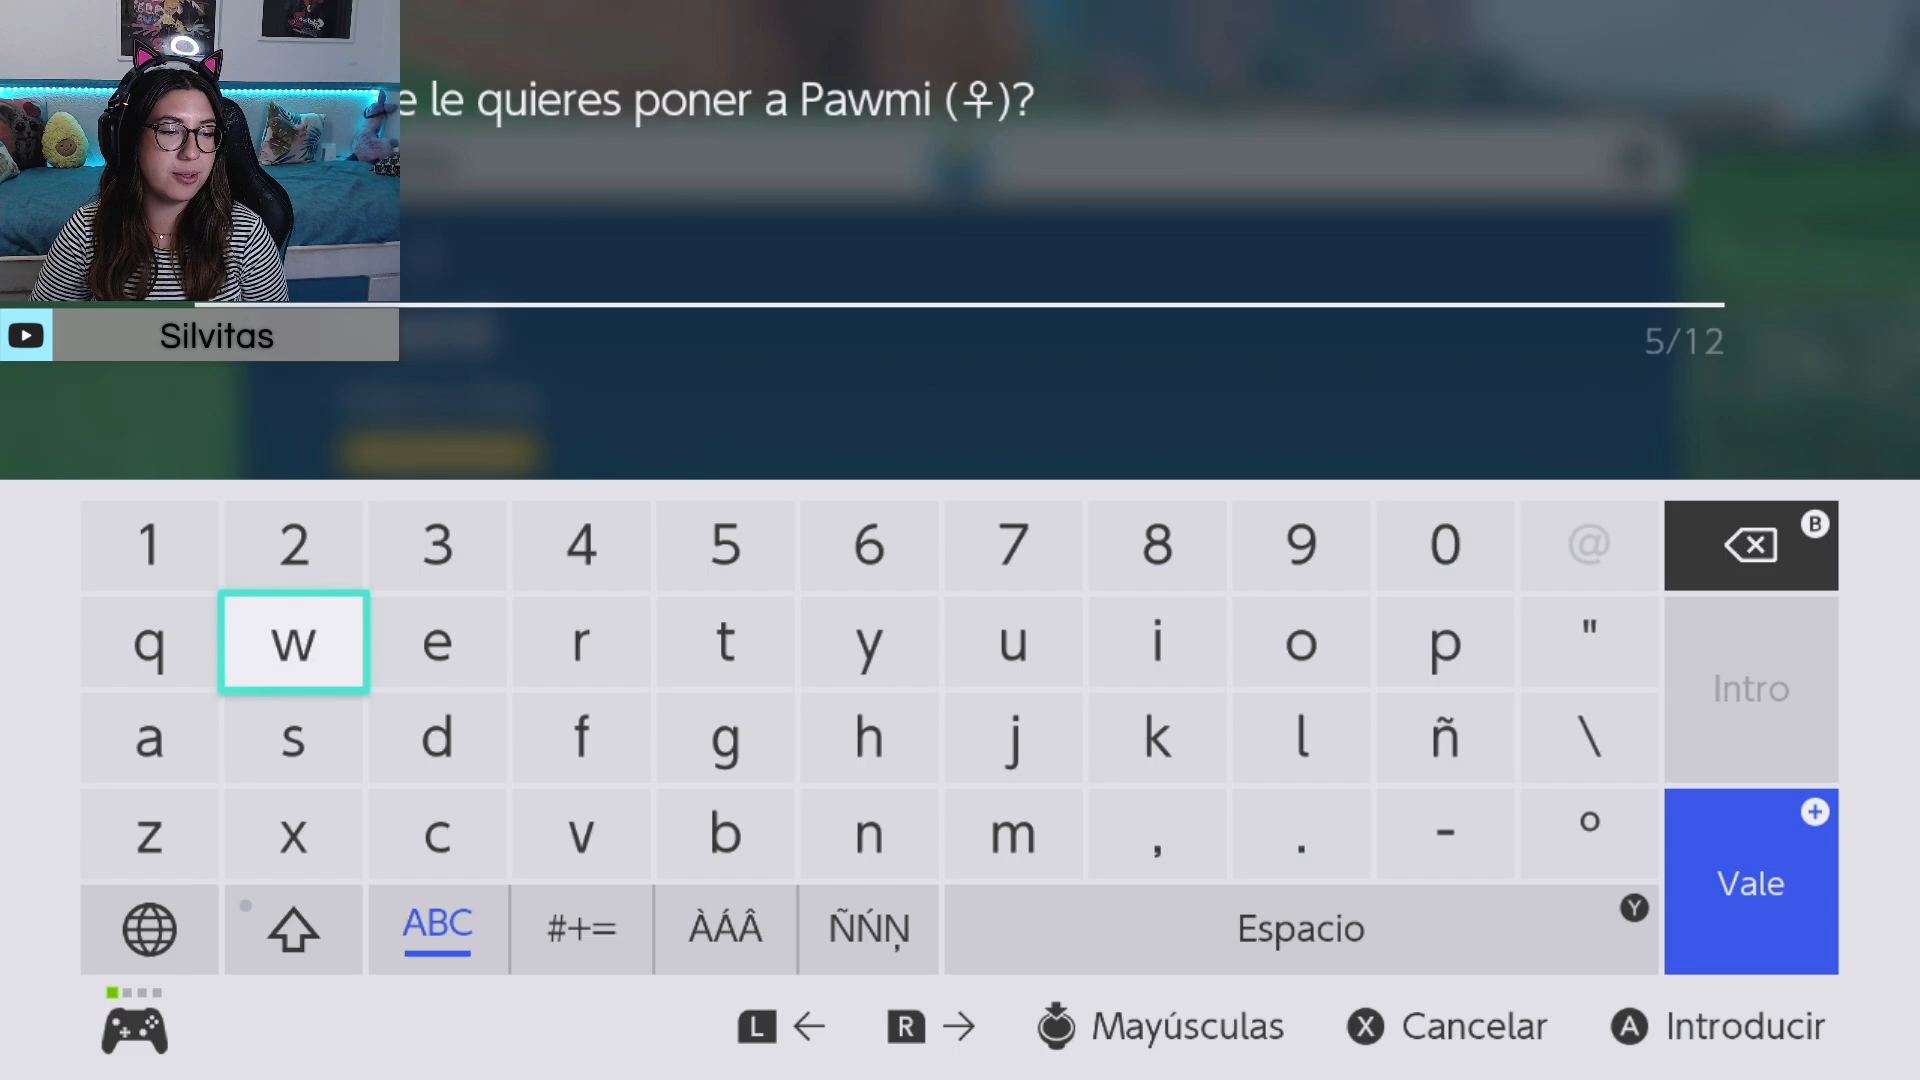 e le quieres poner a Pawmi (♀)?
Silvitas
5/12
1 2 3 4 5 6 7 8 9 0 @ B
q w e r t y u i o p " Intro
a s d f g h j k l ñ \
z x c v b n m , . - º + Vale
ABC #+= ÀÁÂ ÑŃŅ Espacio Y
L ← R → Mayúsculas X Cancelar A Introducir